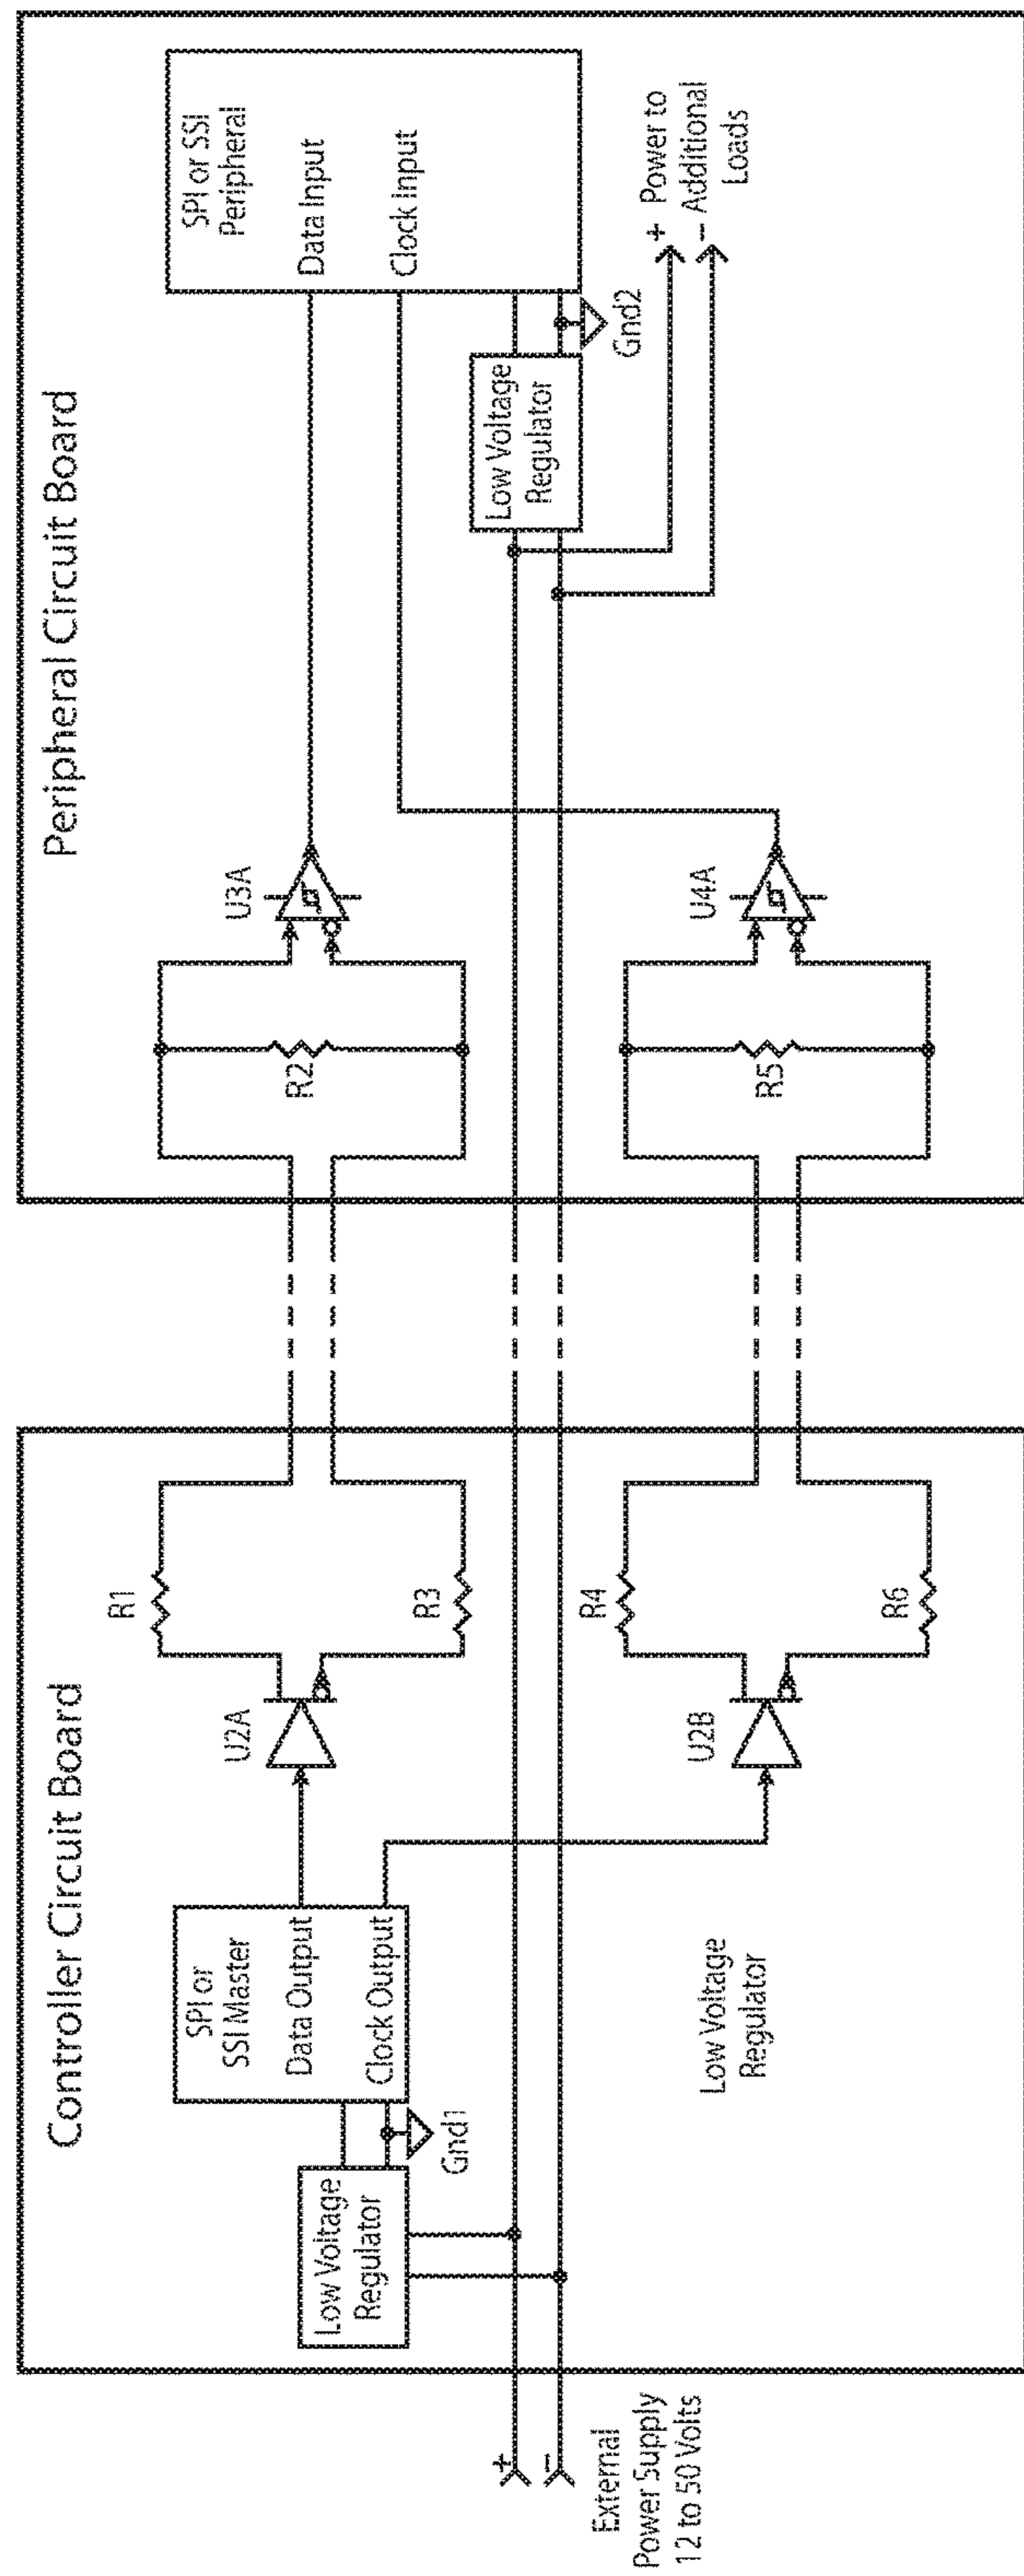 Controller Circuit Board
Low Voltage
Regulator
Gnd1
SPI or
SSI Master
Data Output
Clock Output
U2A
R1
R3
U2B
R4
R6
Low Voltage
Regulator
+
−
External
Power Supply
12 to 50 Volts
Peripheral Circuit Board
R2
U3A
R5
U4A
SPI or SSI
Peripheral
Data Input
Clock Input
Low Voltage
Regulator
Gnd2
+ Power to
− Additional
Loads